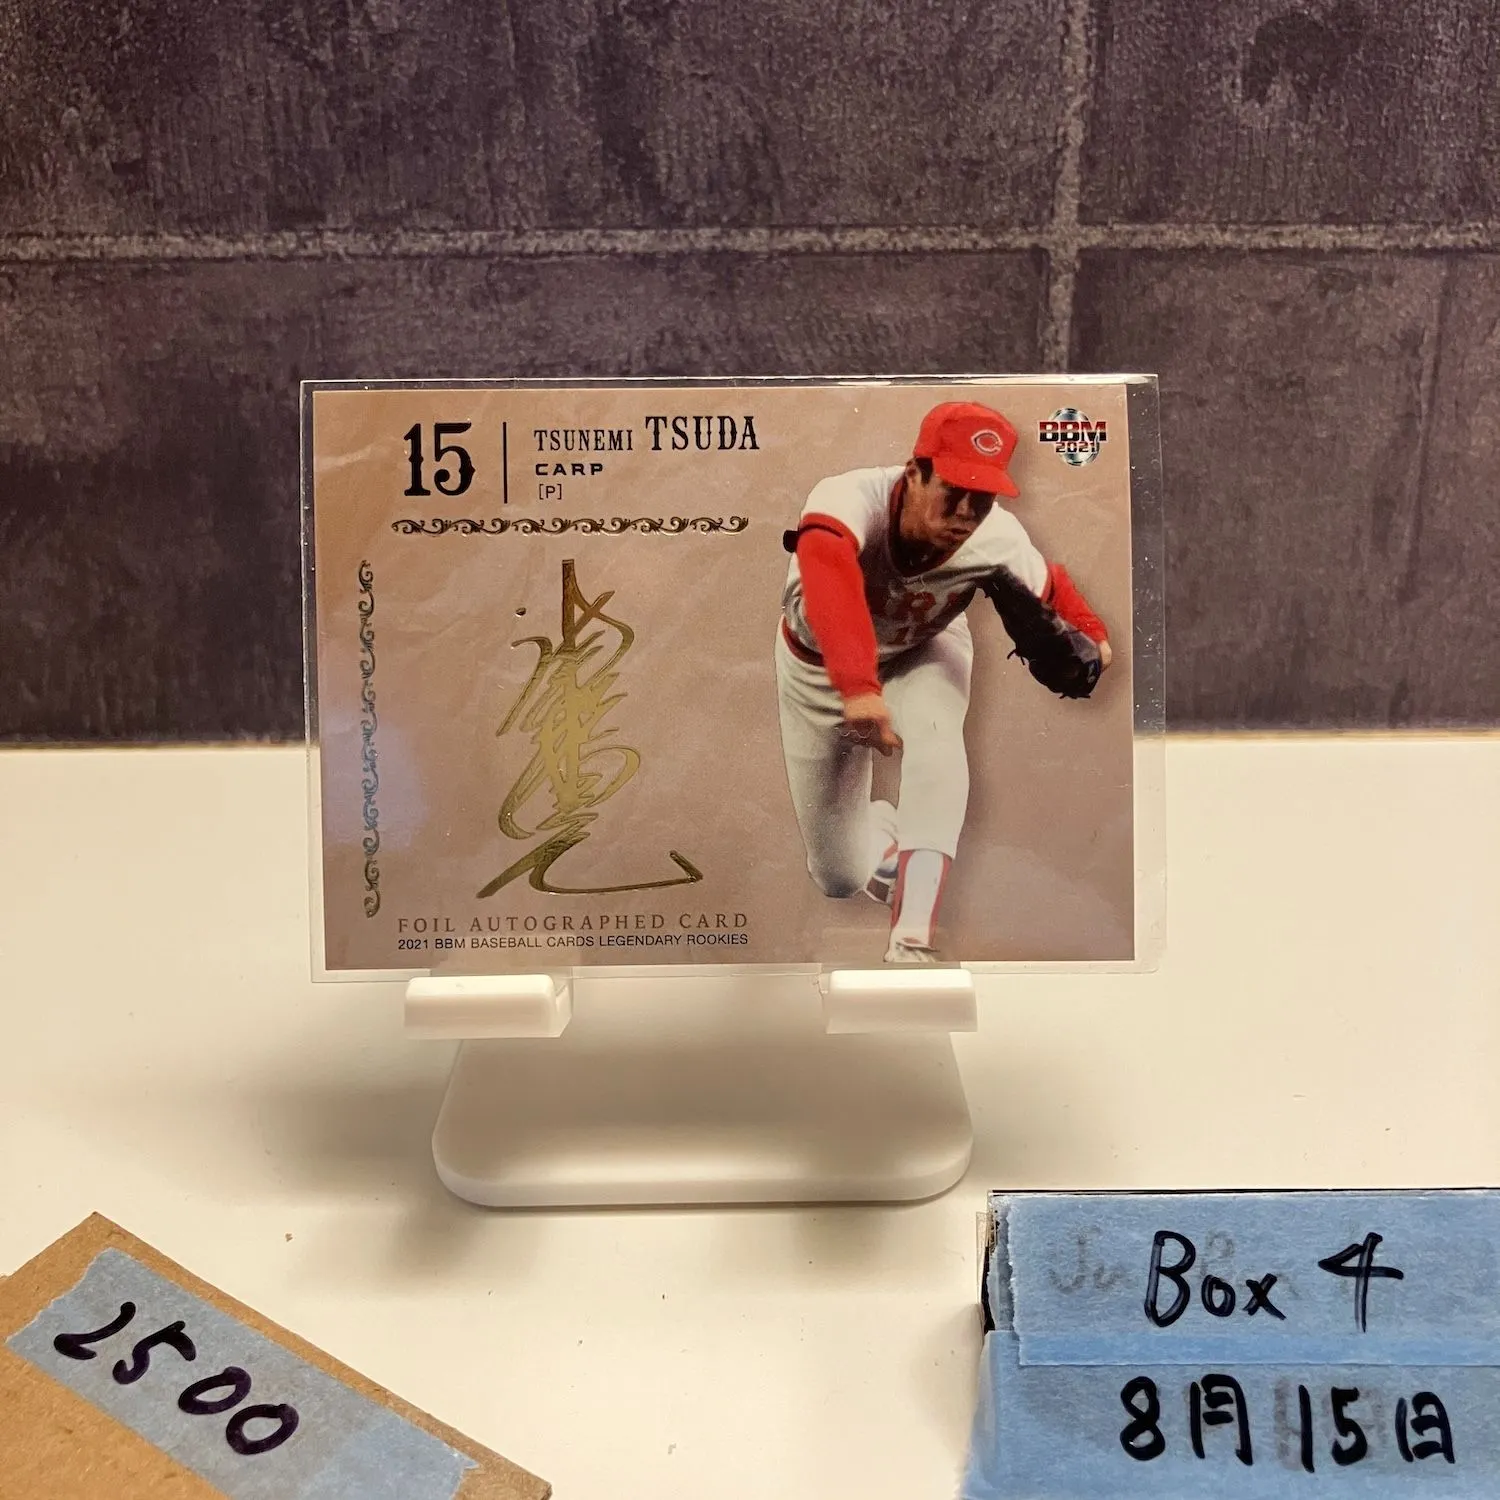 15
TSUNEMI TSUDA
CARP
[P]
BBM
2021
FOIL AUTOGRAPHED CARD
2021 BBM BASEBALL CARDS LEGENDARY ROOKIES
2500
Box 4
8月15日